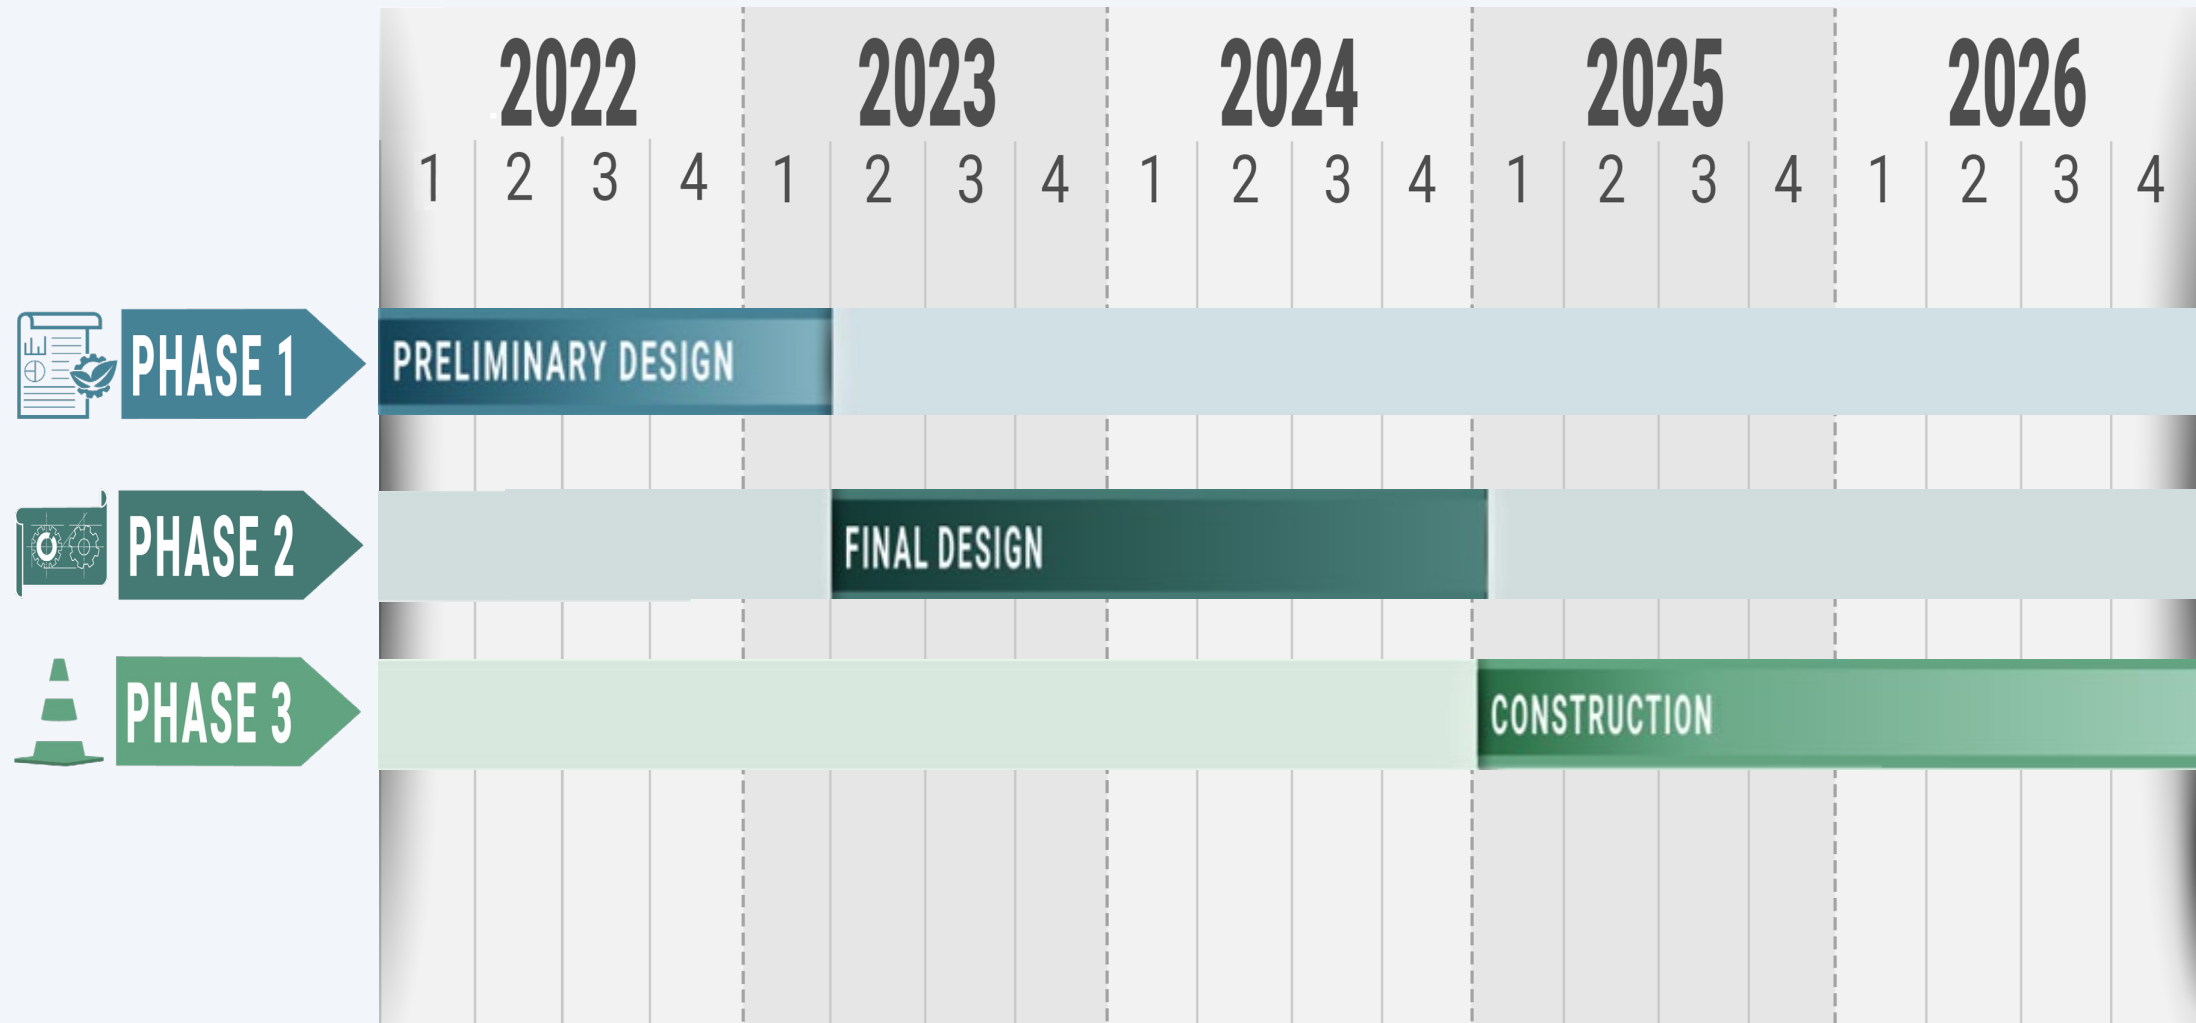 2022 2023 2024 2025 2026
1 2 3 4 1 2 3 4 1 2 3 4 1 2 3 4 1 2 3 4
PHASE 1 PRELIMINARY DESIGN
PHASE 2 FINAL DESIGN
PHASE 3 CONSTRUCTION